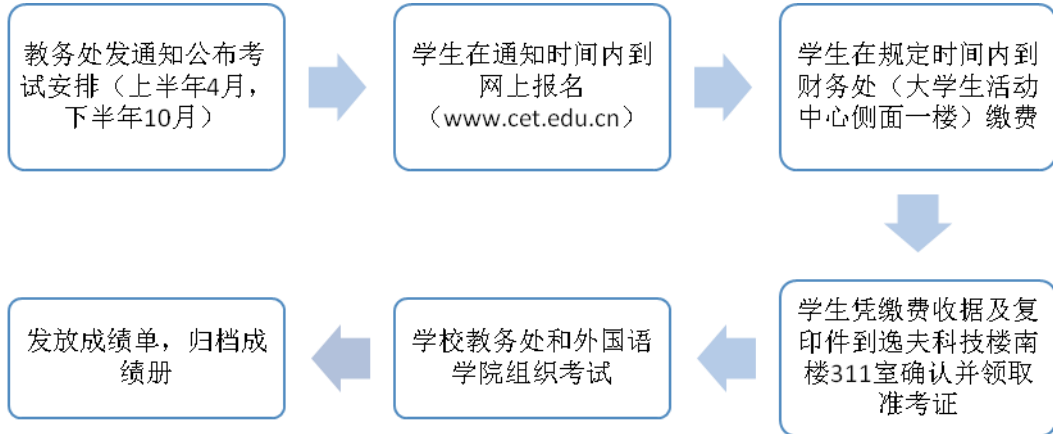 教务处发通知公布考
试安排（上半年4月，
下半年10月）
学生在通知时间内到
网上报名
（www.cet.edu.cn）
学生在规定时间内到
财务处（大学生活动
中心侧面一楼）缴费
学生凭缴费收据及复
印件到逸夫科技楼南
楼311室确认并领取
准考证
学校教务处和外国语
学院组织考试
发放成绩单，归档成
绩册